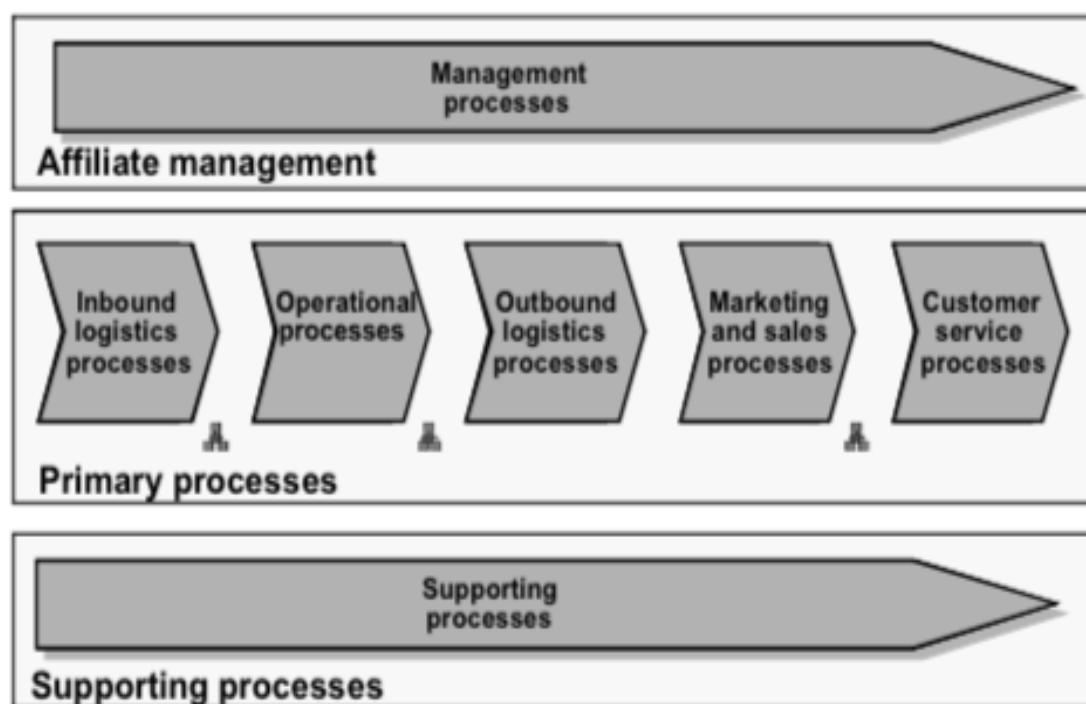 Management
processes
Affiliate management
Inbound
logistics
processes
Operational
processes
Outbound
logistics
processes
Marketing
and sales
processes
Customer
service
processes
Primary processes
Supporting
processes
Supporting processes